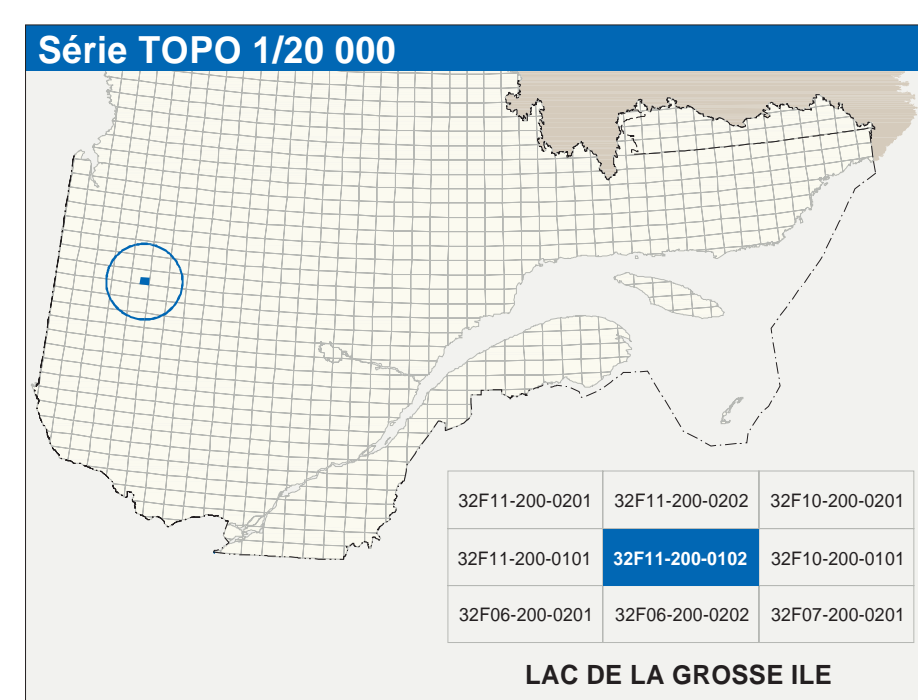 Série TOPO 1/20 000
32F11-200-0201 32F11-200-0202 32F10-200-0201
32F11-200-0101 32F11-200-0102 32F10-200-0101
32F06-200-0201 32F06-200-0202 32F07-200-0201
LAC DE LA GROSSE ILE